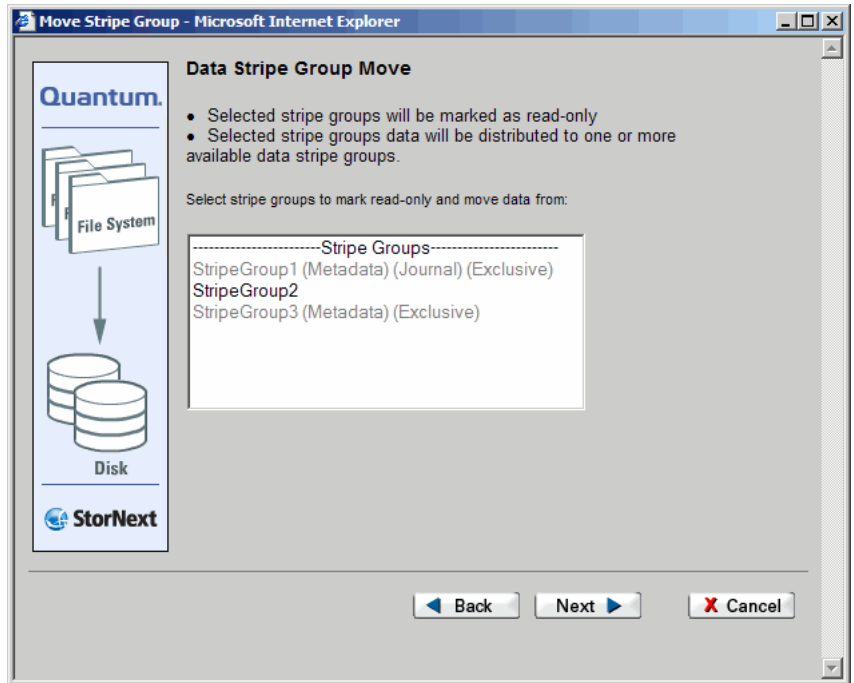 Move Stripe Group - Microsoft Internet Explorer
Quantum.
File System
Disk
StorNext
Data Stripe Group Move
• Selected stripe groups will be marked as read-only
• Selected stripe groups data will be distributed to one or more
available data stripe groups.
Select stripe groups to mark read-only and move data from:
------------------------Stripe Groups------------------------
StripeGroup1 (Metadata) (Journal) (Exclusive)
StripeGroup2
StripeGroup3 (Metadata) (Exclusive)
Back
Next
X Cancel